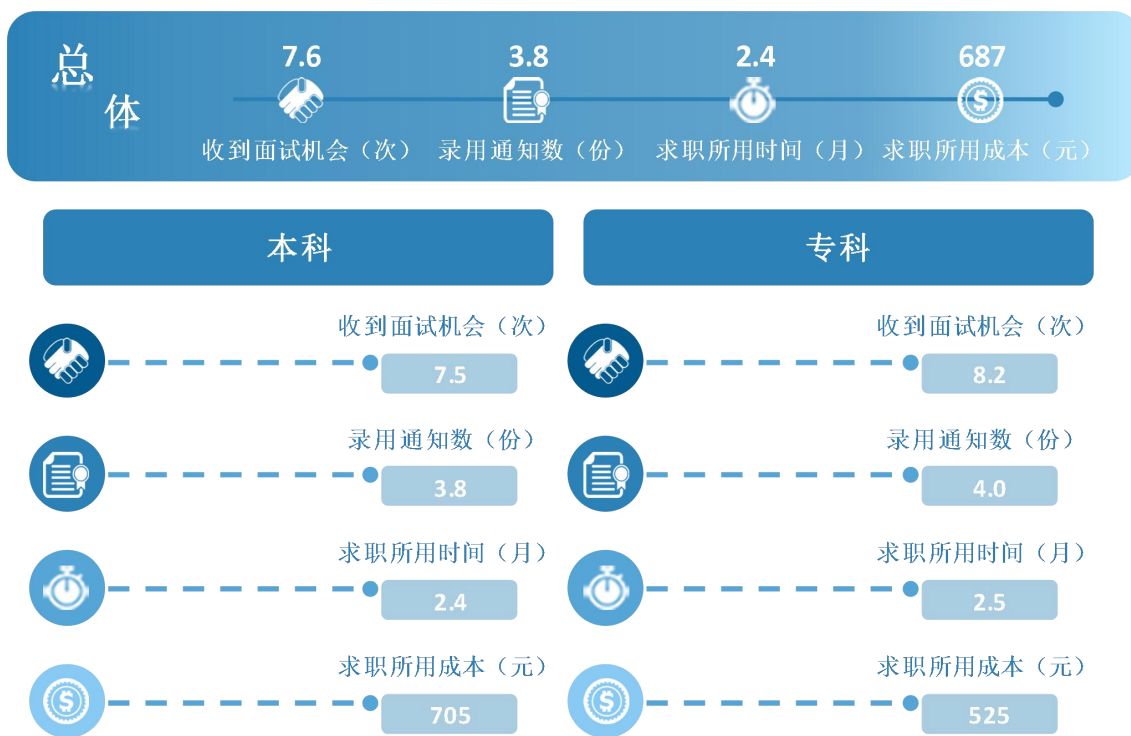 总体
7.6 3.8 2.4 687
收到面试机会（次） 录用通知数（份） 求职所用时间（月） 求职所用成本（元）
本科
收到面试机会（次）
7.5
录用通知数（份）
3.8
求职所用时间（月）
2.4
求职所用成本（元）
705
专科
收到面试机会（次）
8.2
录用通知数（份）
4.0
求职所用时间（月）
2.5
求职所用成本（元）
525